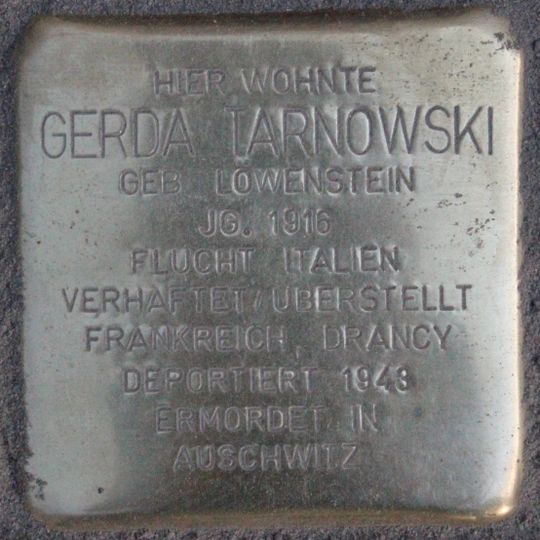 HIER WOHNTE
GERDA TARNOWSKI
GEB. LÖWENSTEIN
JG. 1916
FLUCHT ITALIEN
VERHAFTET/ÜBERSTELLT
FRANKREICH, DRANCY
DEPORTIERT 1943
ERMORDET IN
AUSCHWITZ